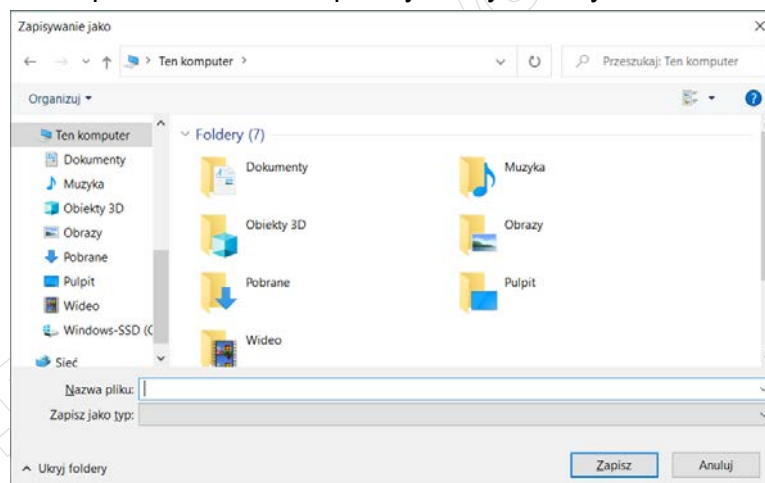 Zapisywanie jako
Ten komputer
Przeszukaj: Ten komputer
Organizuj
Ten komputer
Dokumenty
Muzyka
Obiekty 3D
Obrazy
Pobrane
Pulpit
Wideo
Windows-SSD (C
Sieć
Foldery (7)
Dokumenty
Muzyka
Obiekty 3D
Obrazy
Pobrane
Pulpit
Wideo
Nazwa pliku:
Zapisz jako typ:
Ukryj foldery
Zapisz
Anuluj